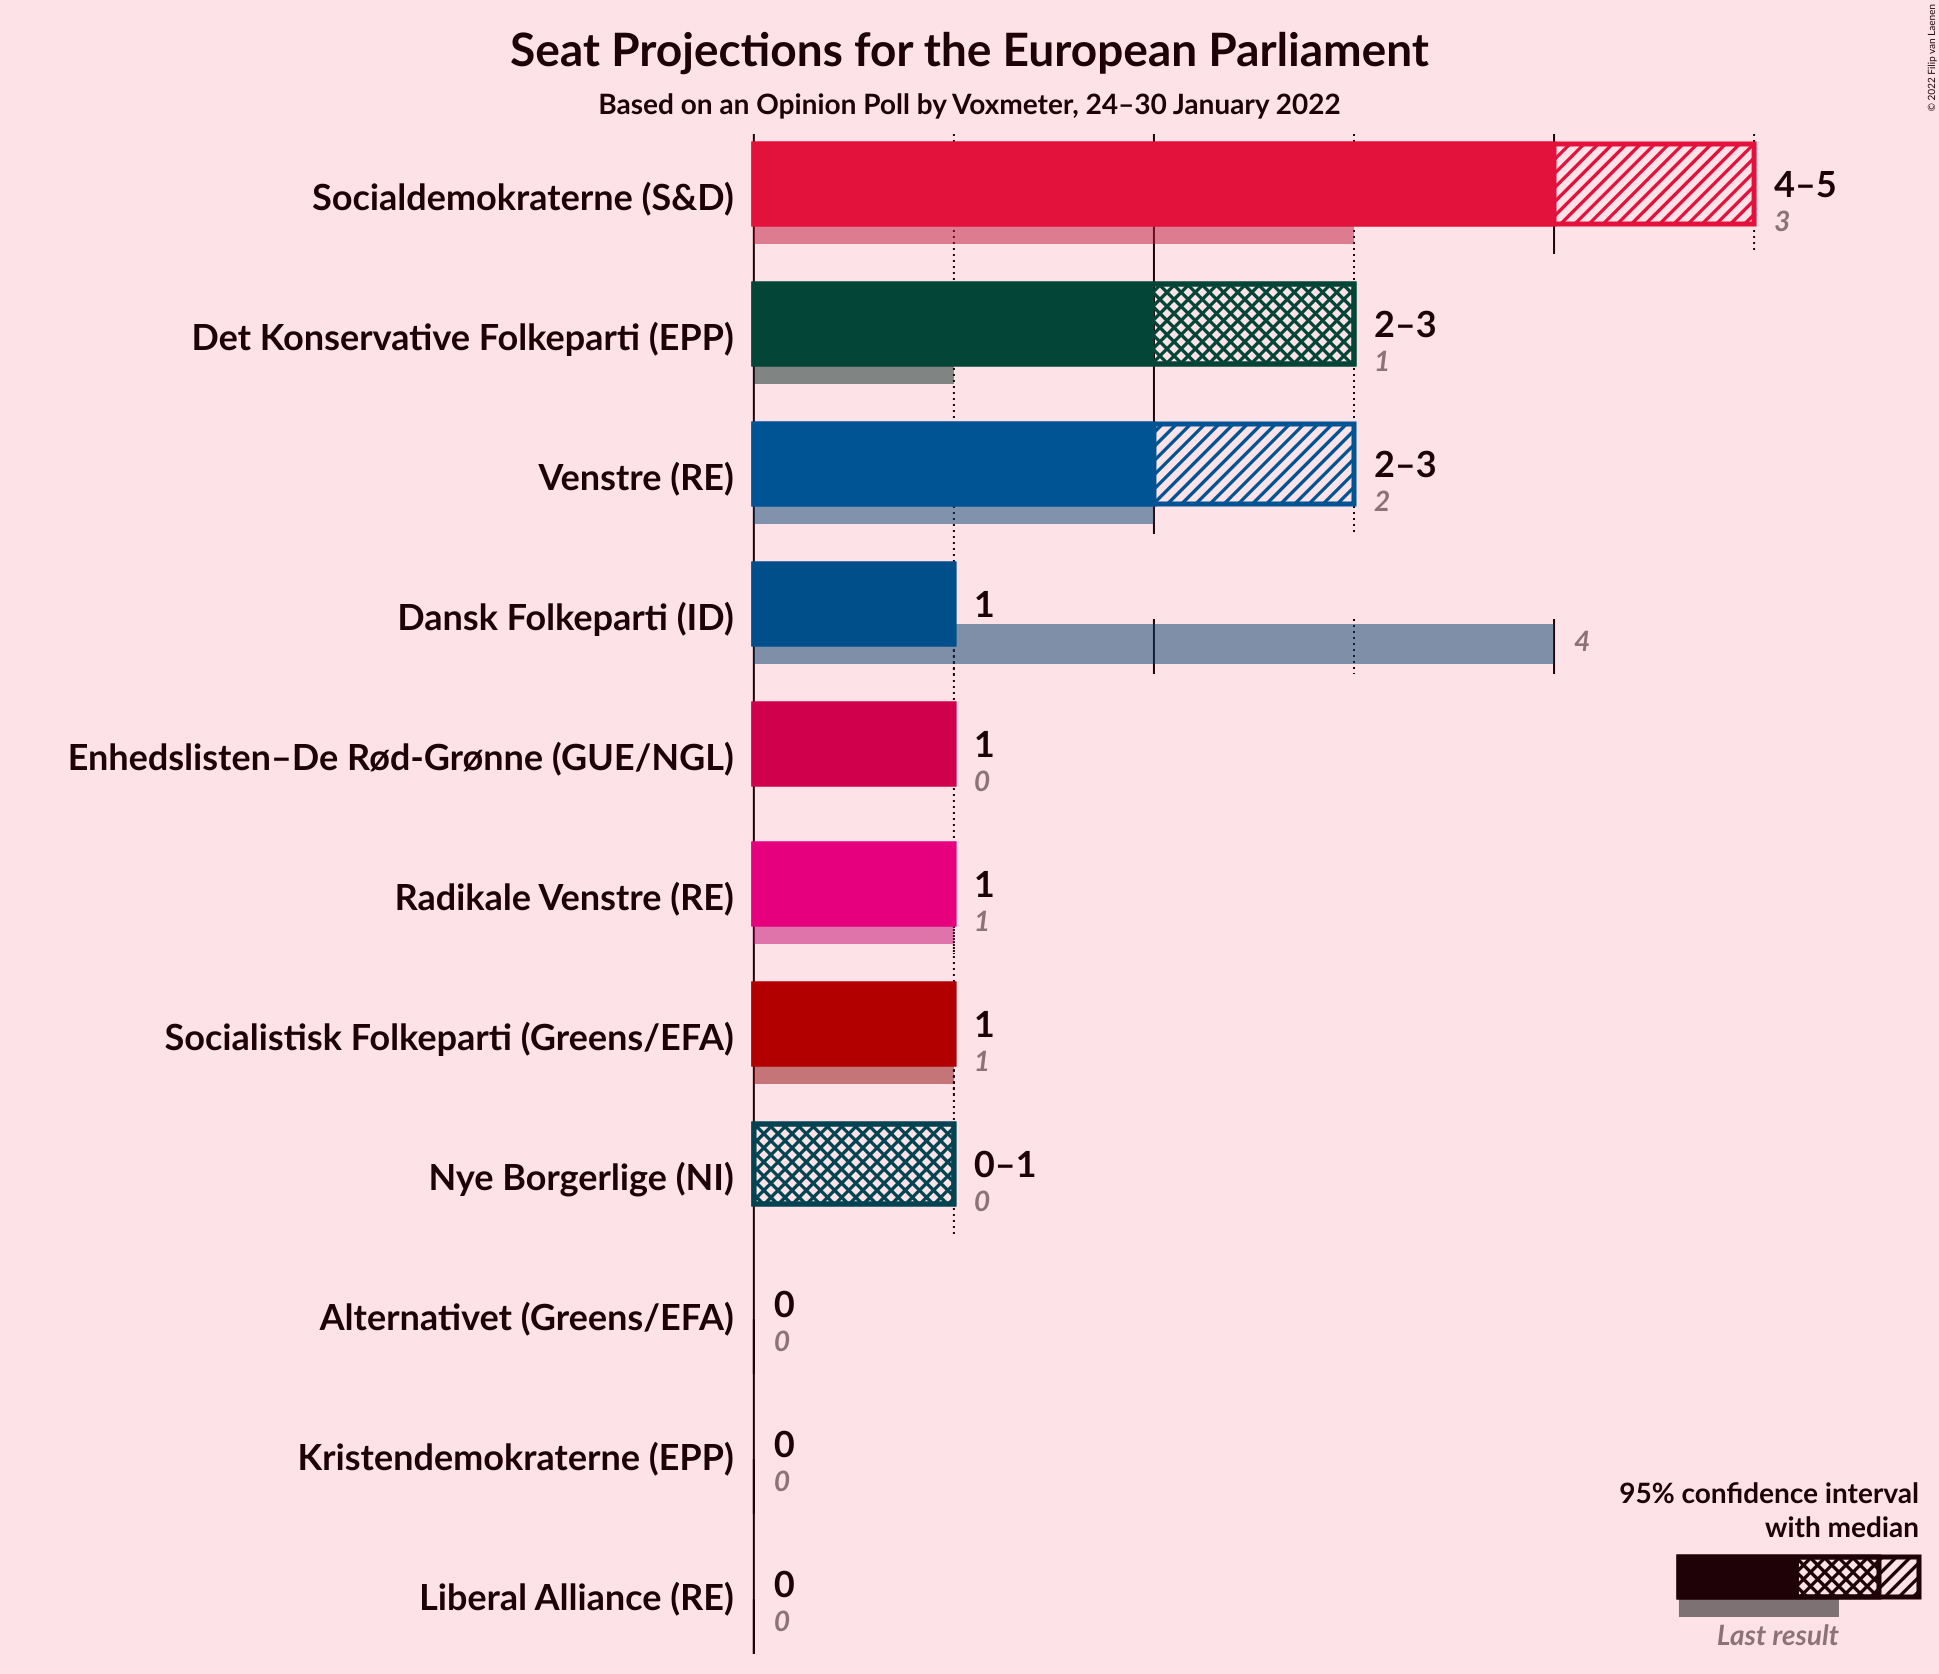 Seat Projections for the European Parliament
Based on an Opinion Poll by Voxmeter, 24–30 January 2022
© 2022 Filip van Laenen
Socialdemokraterne (S&D)
4–5
3
Det Konservative Folkeparti (EPP)
2–3
1
Venstre (RE)
2–3
2
Dansk Folkeparti (ID)
1
4
Enhedslisten–De Rød-Grønne (GUE/NGL)
1
0
Radikale Venstre (RE)
1
1
Socialistisk Folkeparti (Greens/EFA)
1
1
Nye Borgerlige (NI)
0–1
0
Alternativet (Greens/EFA)
0
0
Kristendemokraterne (EPP)
0
0
Liberal Alliance (RE)
0
0
95% confidence interval
with median
Last result